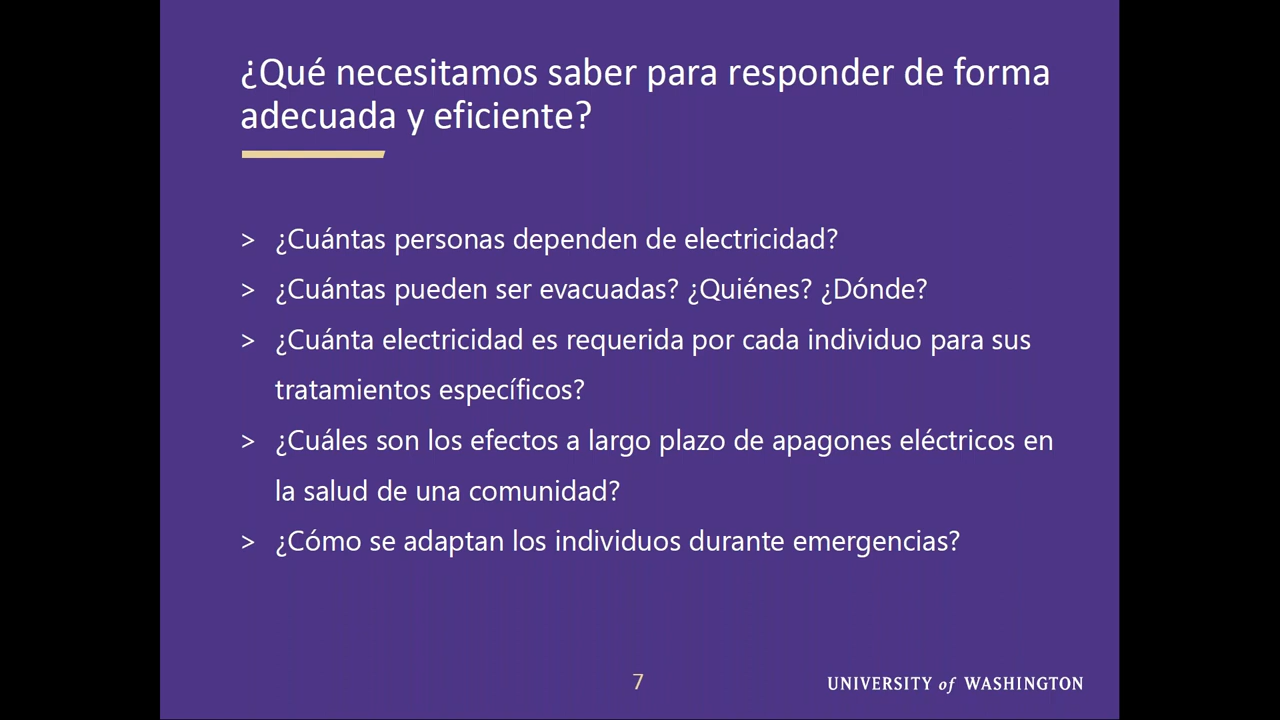 ¿Qué necesitamos saber para responder de forma
adecuada y eficiente?
> ¿Cuántas personas dependen de electricidad?
> ¿Cuántas pueden ser evacuadas? ¿Quiénes? ¿Dónde?
> ¿Cuánta electricidad es requerida por cada individuo para sus
tratamientos específicos?
> ¿Cuáles son los efectos a largo plazo de apagones eléctricos en
la salud de una comunidad?
> ¿Cómo se adaptan los individuos durante emergencias?
7
UNIVERSITY of WASHINGTON